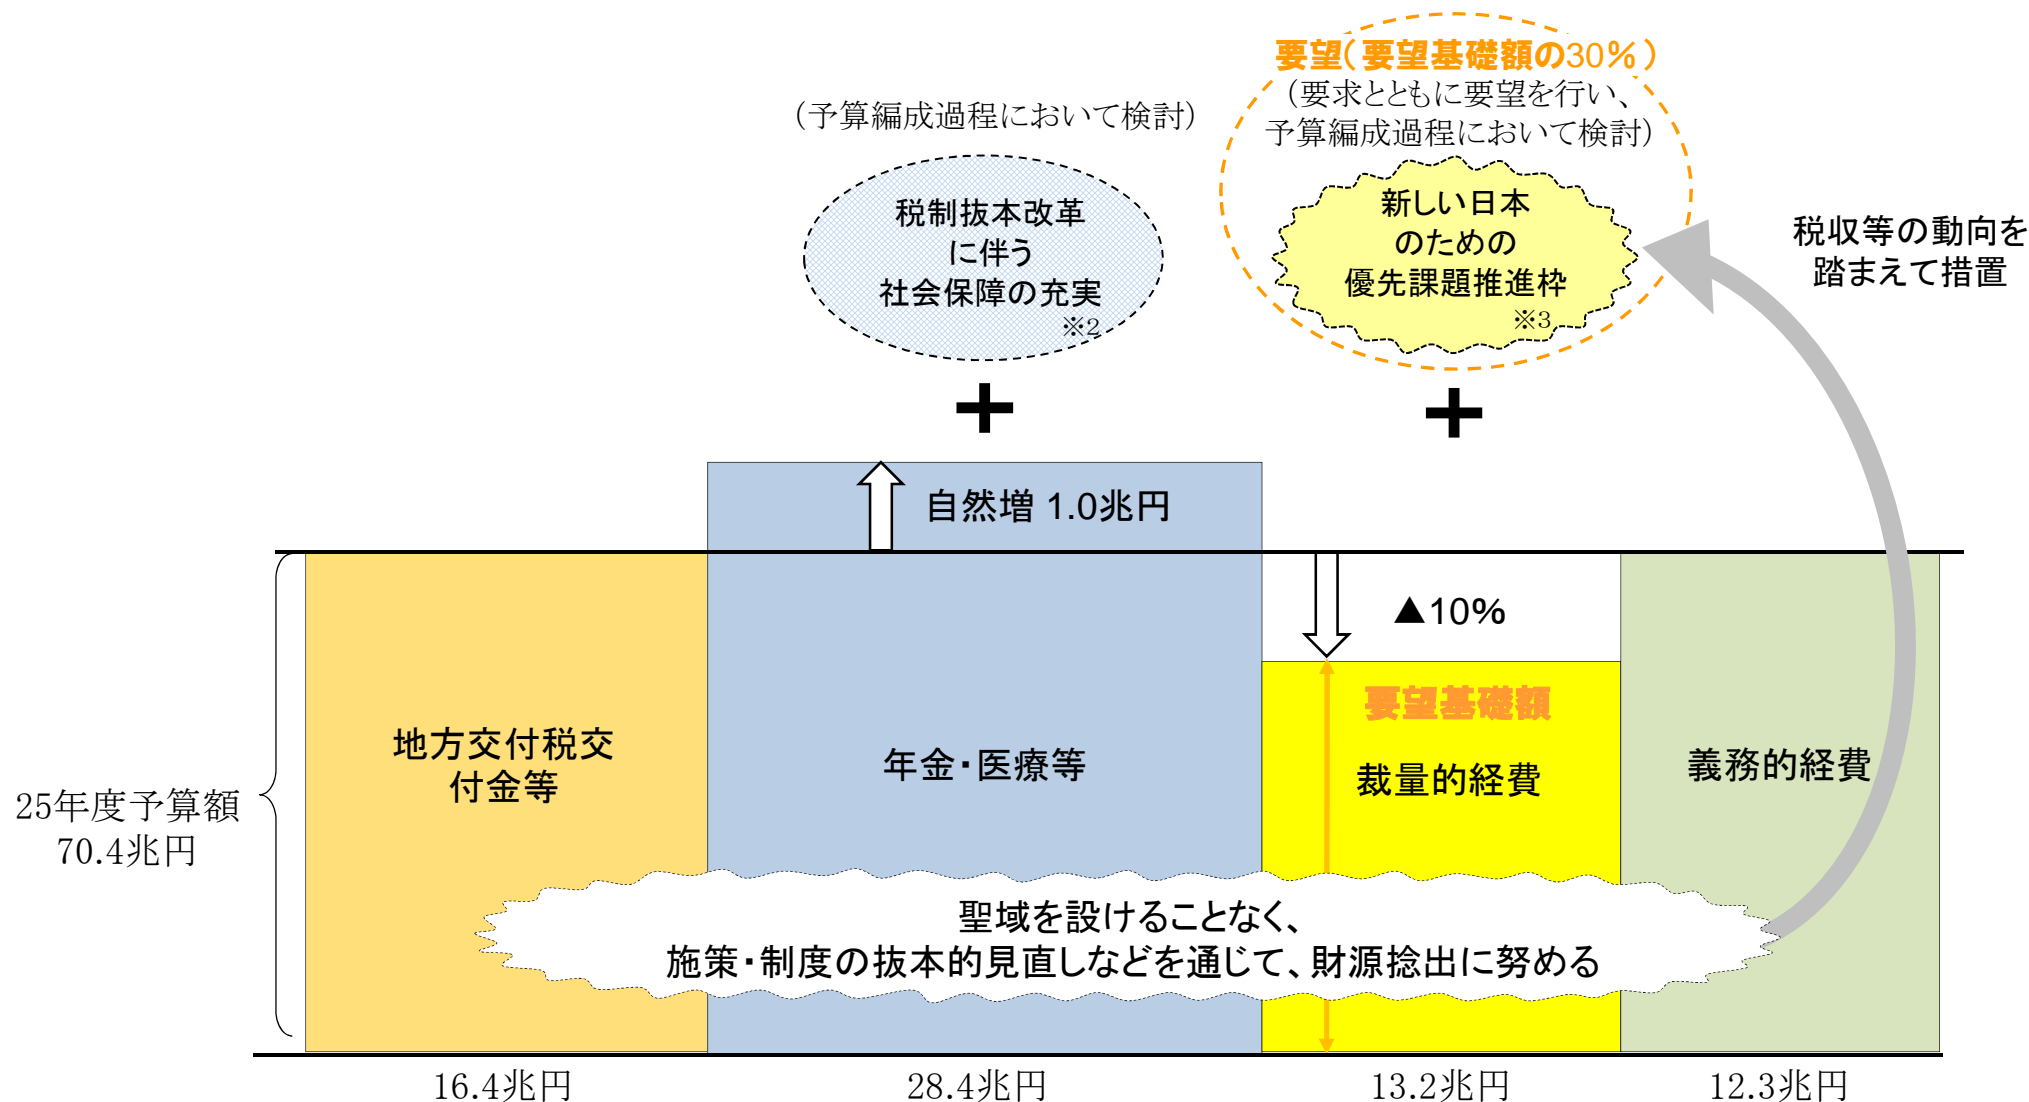 要望(要望基礎額の30%)
(要求とともに要望を行い、
予算編成過程において検討)
(予算編成過程において検討)
税制抜本改革
に伴う
社会保障の充実
※2
新しい日本
のための
優先課題推進枠
※3
税収等の動向を
踏まえて措置
+
+
自然増 1.0兆円
▲10%
要望基礎額
地方交付税交
付金等
年金・医療等
裁量的経費
義務的経費
25年度予算額
70.4兆円
聖域を設けることなく、
施策・制度の抜本的見直しなどを通じて、財源捻出に努める
16.4兆円
28.4兆円
13.2兆円
12.3兆円